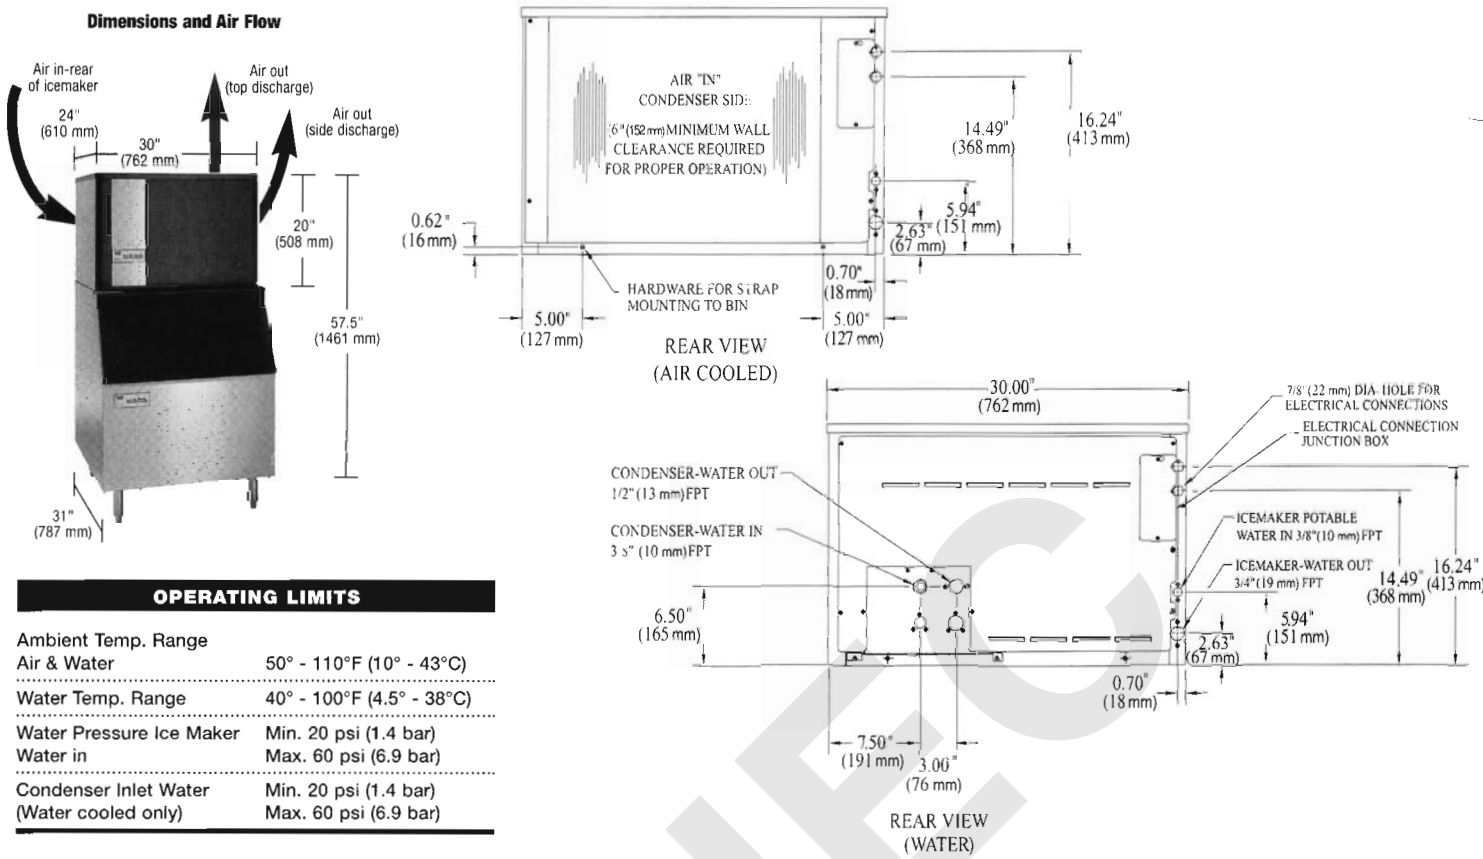 Dimensions and Air Flow
Air in-rear
of icemaker
Air out
(top discharge)
Air out
(side discharge)
24"
(610 mm)
30"
(762 mm)
20"
(508 mm)
57.5"
(1461 mm)
31"
(787 mm)
OPERATING LIMITS
Ambient Temp. Range
Air & Water 50° - 110°F (10° - 43°C)
Water Temp. Range 40° - 100°F (4.5° - 38°C)
Water Pressure Ice Maker Min. 20 psi (1.4 bar)
Water in Max. 60 psi (6.9 bar)
Condenser Inlet Water Min. 20 psi (1.4 bar)
(Water cooled only) Max. 60 psi (6.9 bar)
AIR "IN"
CONDENSER SIDE
(6"(152mm)MINIMUM WALL
CLEARANCE REQUIRED
FOR PROPER OPERATION)
16.24"
(413 mm)
14.49"
(368 mm)
5.94"
(151 mm)
2.63"
(67 mm)
0.62"
(16 mm)
0.70"
(18 mm)
HARDWARE FOR STRAP
MOUNTING TO BIN
5.00"
(127 mm)
5.00"
(127 mm)
REAR VIEW
(AIR COOLED)
30.00"
(762 mm)
7/8" (22 mm) DIA. HOLE FOR
ELECTRICAL CONNECTIONS
ELECTRICAL CONNECTION
JUNCTION BOX
CONDENSER-WATER OUT
1/2" (13 mm) FPT
CONDENSER-WATER IN
3 8" (10 mm) FPT
ICEMAKER POTABLE
WATER IN 3/8"(10 mm) FPT
ICEMAKER-WATER OUT
3/4" (19 mm) FPT
16.24"
(413 mm)
14.49"
(368 mm)
5.94"
(151 mm)
2.63"
(67 mm)
6.50"
(165 mm)
0.70"
(18 mm)
7.50"
(191 mm)
3.00"
(76 mm)
REAR VIEW
(WATER)